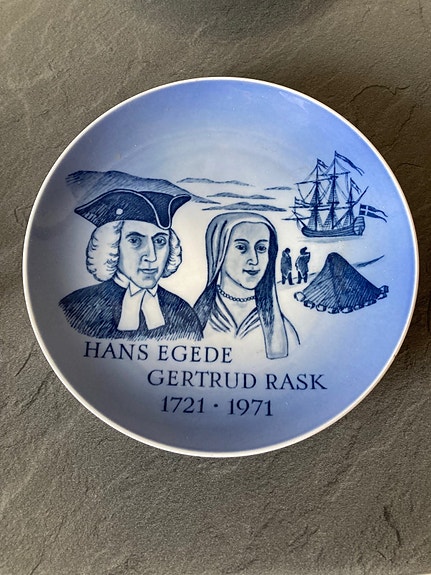 HANS EGEDE
GERTRUD RASK
1721 · 1971